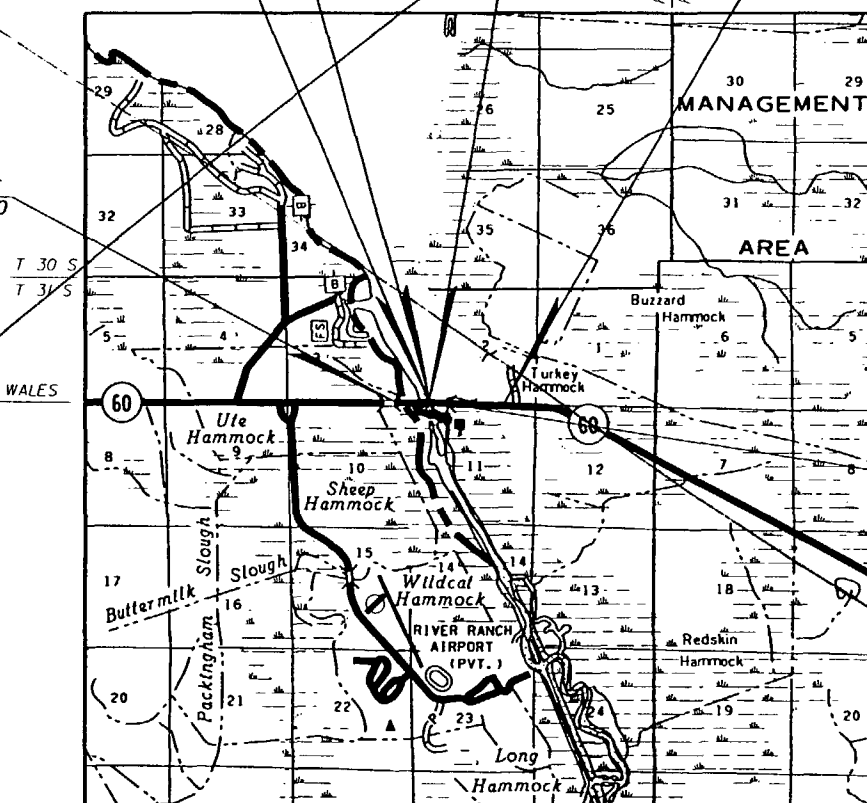 29
26
25
30
29
MANAGEMENT
28
32
33
34
35
36
31
32
AREA
T 30 S
T 31 S
B
B
FS
Buzzard
Hammock
5
4
3
2
1
6
5
WALES
60
Turkey
Hammock
60
Ute
Hammock
8
9
10
11
12
7
8
Sheep
Hammock
Slough
15
14
14
13
18
17
Buttermilk Slough
16
Wildcat
Hammock
RIVER RANCH
AIRPORT
(PVT.)
Redskin
Hammock
Packingham
20
21
22
23
24
19
20
Long
Hammock